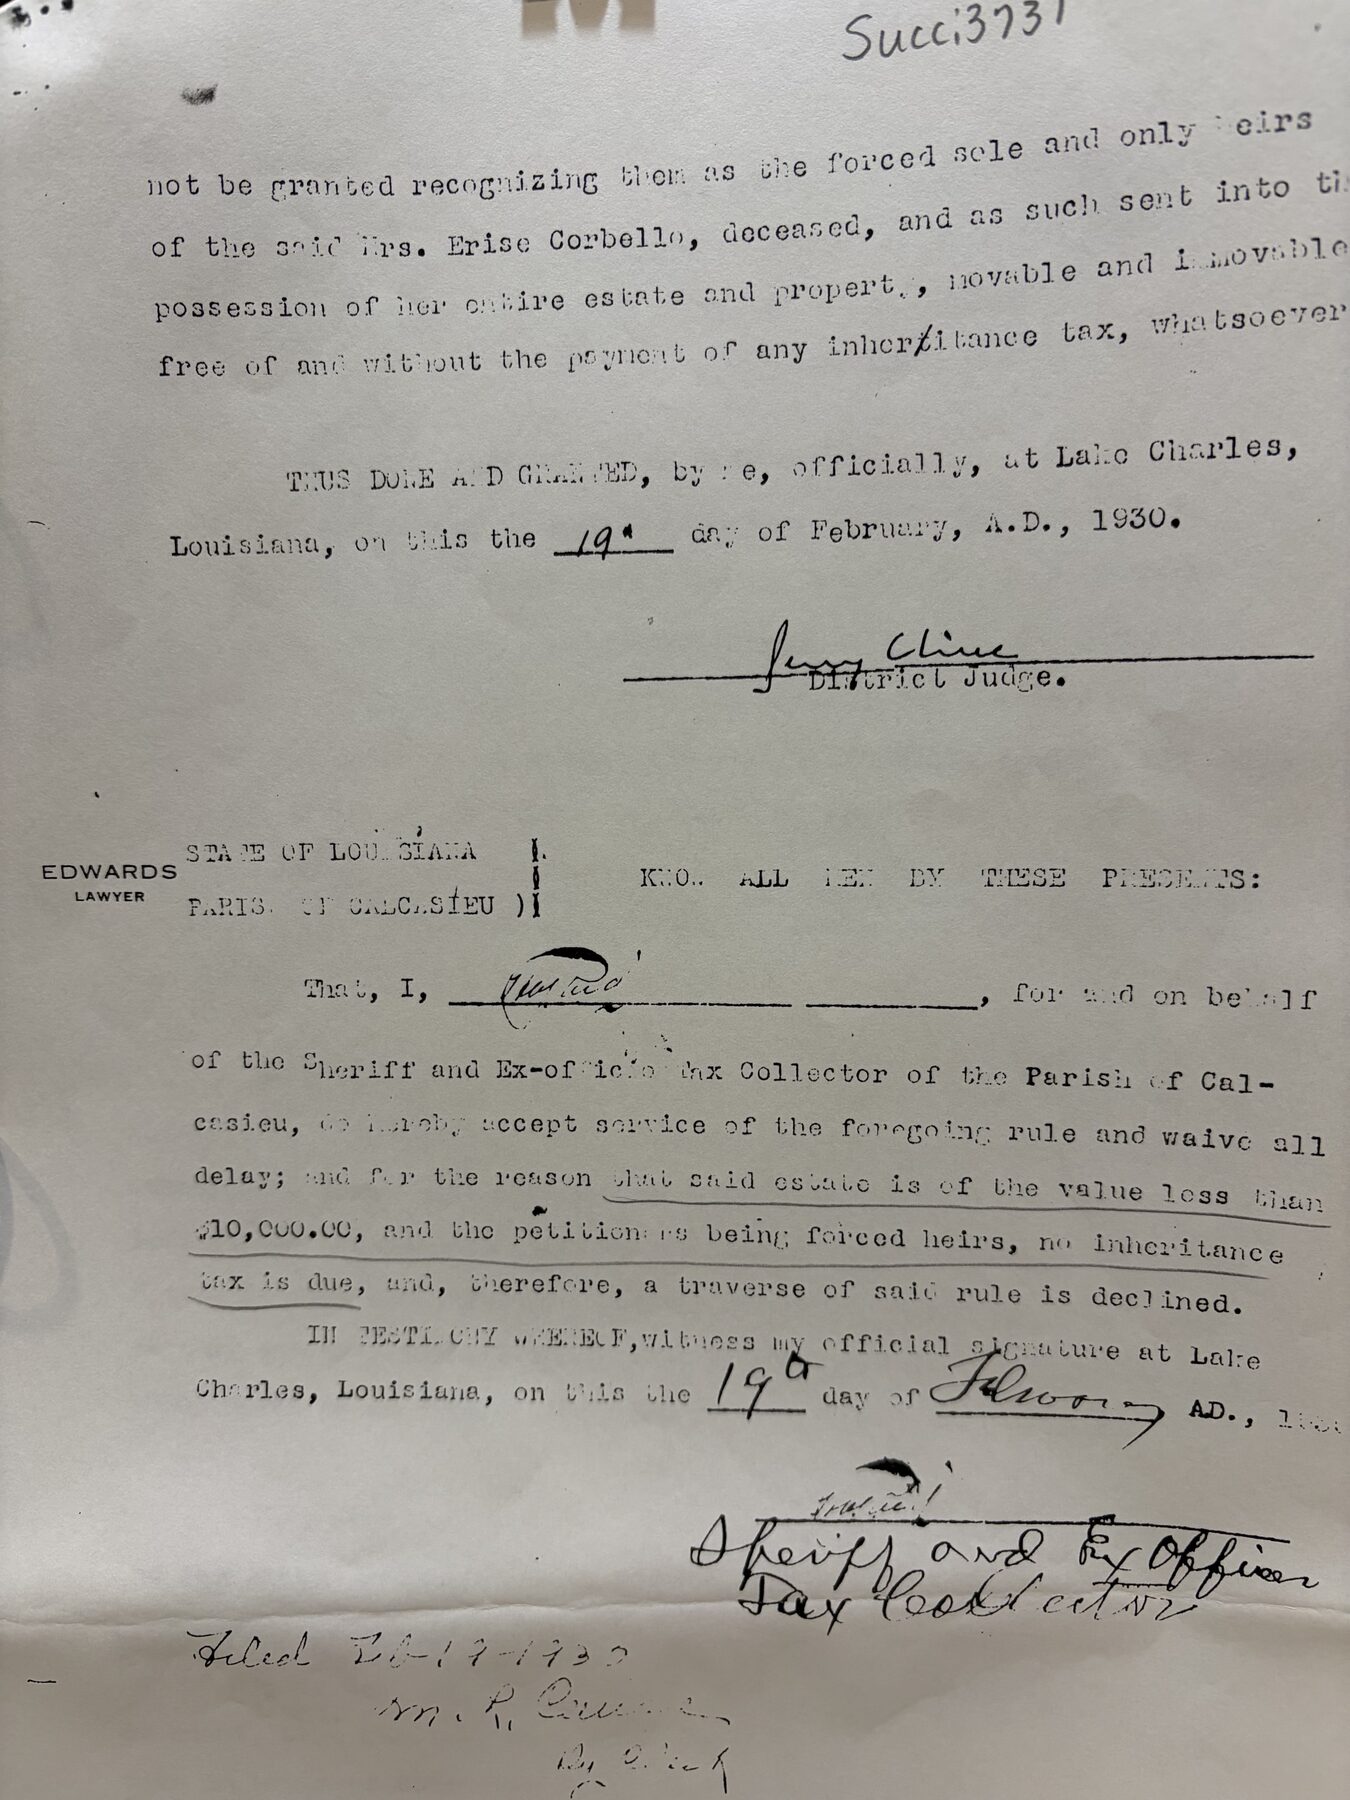 Succi3731
not be granted recognizing them as the forced sole and only heirs
of the said Mrs. Erise Corbello, deceased, and as such sent into th
possession of her entire estate and property, movable and immovable
free of and without the payment of any inheritance tax, whatsoever
THUS DONE AND GRANTED, by me, officially, at Lake Charles,
Louisiana, on this the 19" day of February, A.D., 1930.
Jerry Cline
District Judge.
STATE OF LOUISIANA
EDWARDS
LAWYER
KNOW ALL MEN BY THESE PRESENTS:
PARISH OF CALCASIEU )
That, I, , for and on behalf
of the Sheriff and Ex-officio Tax Collector of the Parish of Cal-
casieu, do hereby accept service of the foregoing rule and waive all
delay; and for the reason that said estate is of the value less than
$10,000.00, and the petitioners being forced heirs, no inheritance
tax is due, and, therefore, a traverse of said rule is declined.
IN TESTIMONY WHEREOF, witness my official signature at Lake
Charles, Louisiana, on this the 19th day of February AD., 1930
Sheriff and Ex Officio
Tax Collector
Filed Feb-19-1930
M. R.
By